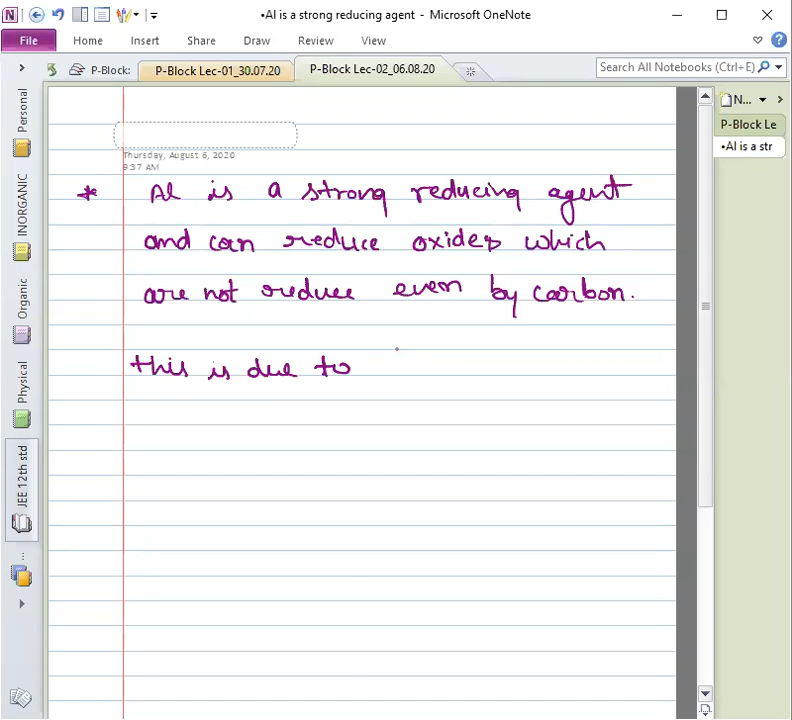 •Al is a strong reducing agent - Microsoft OneNote
File Home Insert Share Draw Review View
P-Block: P-Block Lec-01_30.07.20 P-Block Lec-02_06.08.20 Search All Notebooks (Ctrl+E)
N...
P-Block Le
•Al is a str
Personal
INORGANIC
Organic
Physical
JEE 12th std
Thursday, August 6, 2020
9:37 AM
* Al is a strong reducing agent
and can reduce oxides which
are not reduce even by carbon.
this is due to